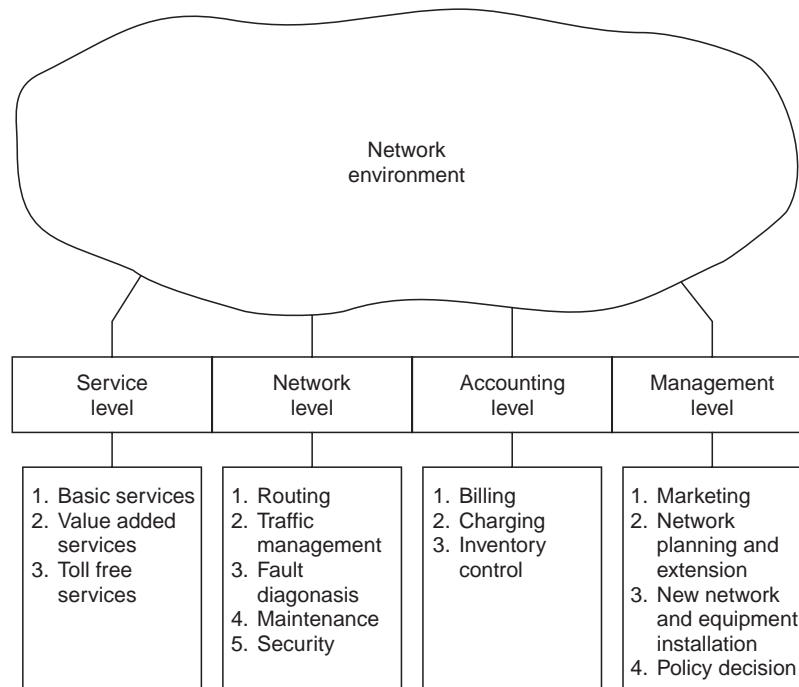 Network
environment
Service
level
Network
level
Accounting
level
Management
level
1. Basic services
2. Value added
services
3. Toll free
services
1. Routing
2. Traffic
management
3. Fault
diagonasis
4. Maintenance
5. Security
1. Billing
2. Charging
3. Inventory
control
1. Marketing
2. Network
planning and
extension
3. New network
and equipment
installation
4. Policy decision